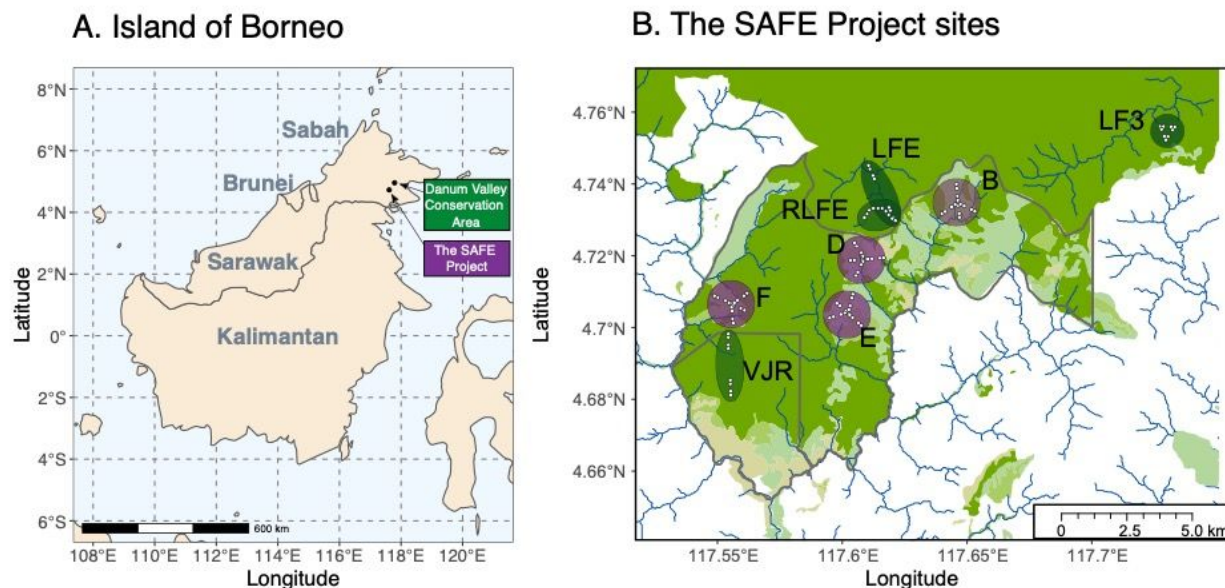 A. Island of Borneo
8°N
6°N
4°N
2°N
0°
2°S
4°S
6°S
Latitude
Sabah
Brunei
Danum Valley
Conservation
Area
The SAFE
Project
Sarawak
Kalimantan
600 km
108°E
110°E
112°E
114°E
116°E
118°E
120°E
Longitude
B. The SAFE Project sites
4.76°N
4.74°N
4.72°N
4.7°N
4.68°N
4.66°N
Latitude
LF3
LFE
B
RLFE
D
F
E
VJR
0
2.5
5.0 km
117.55°E
117.6°E
117.65°E
117.7°E
Longitude